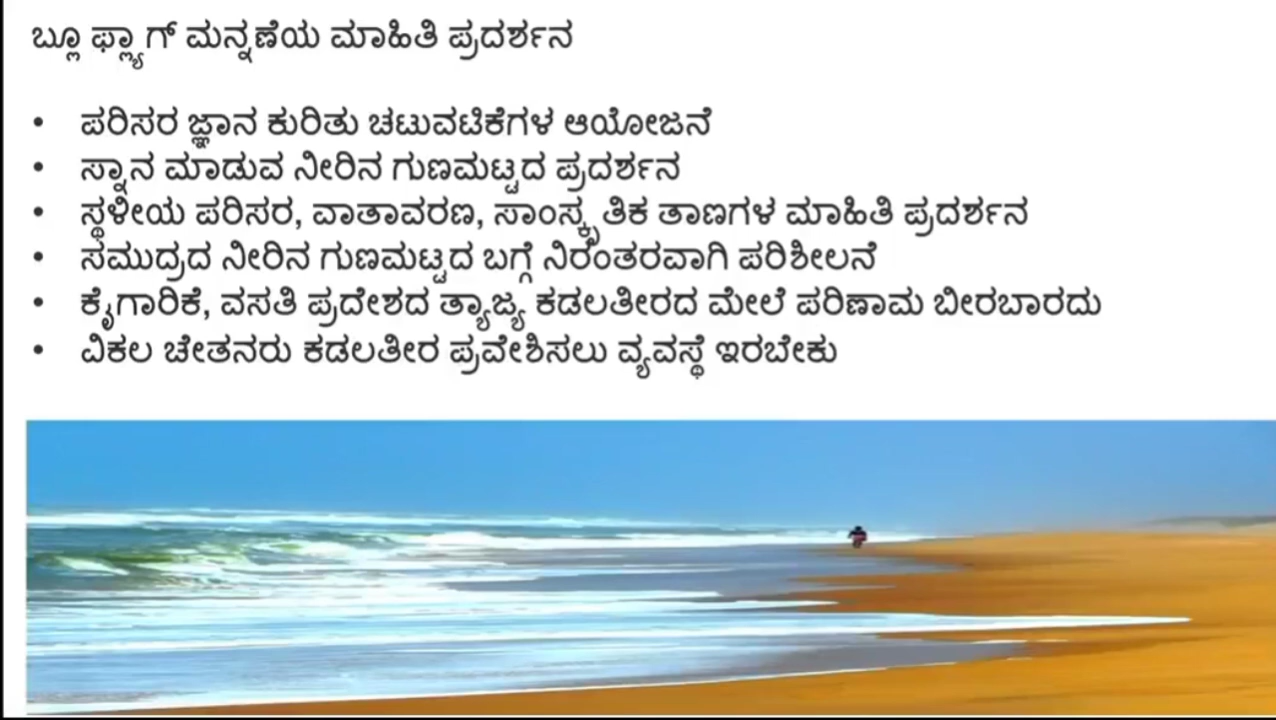 ಬ್ಲೂ ಫ್ಲ್ಯಾಗ್ ಮನ್ನಣೆಯ ಮಾಹಿತಿ ಪ್ರದರ್ಶನ
• ಪರಿಸರ ಜ್ಞಾನ ಕುರಿತು ಚಟುವಟಿಕೆಗಳ ಆಯೋಜನೆ
• ಸ್ನಾನ ಮಾಡುವ ನೀರಿನ ಗುಣಮಟ್ಟದ ಪ್ರದರ್ಶನ
• ಸ್ಥಳೀಯ ಪರಿಸರ, ವಾತಾವರಣ, ಸಾಂಸ್ಕೃತಿಕ ತಾಣಗಳ ಮಾಹಿತಿ ಪ್ರದರ್ಶನ
• ಸಮುದ್ರದ ನೀರಿನ ಗುಣಮಟ್ಟದ ಬಗ್ಗೆ ನಿರಂತರವಾಗಿ ಪರಿಶೀಲನೆ
• ಕೈಗಾರಿಕೆ, ವಸತಿ ಪ್ರದೇಶದ ತ್ಯಾಜ್ಯ ಕಡಲತೀರದ ಮೇಲೆ ಪರಿಣಾಮ ಬೀರಬಾರದು
• ವಿಕಲ ಚೇತನರು ಕಡಲತೀರ ಪ್ರವೇಶಿಸಲು ವ್ಯವಸ್ಥೆ ಇರಬೇಕು